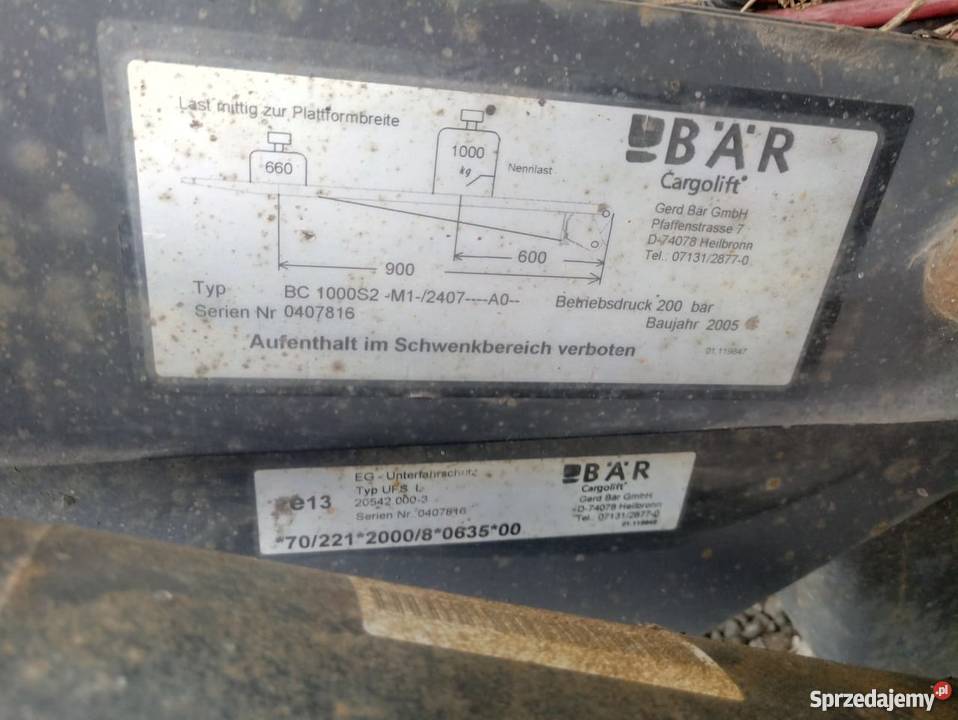 Last mittig zur Plattformbreite
660
1000
kg
Nennlast
BÄR
Cargolift
Gerd Bär GmbH
Pfaffenstrasse 7
D-74078 Heilbronn
Tel.: 07131/2877-0
600
900
Typ BC 1000S2 -M1-/2407----A0--
Betriebsdruck 200 bar
Serien Nr 0407816
Baujahr 2005
Aufenthalt im Schwenkbereich verboten
01.119847
e13
EG - Unterfahrschutz
Typ UFS L
20542 000-3
Serien Nr. 0407816
*70/221*2000/8*0635*00
BÄR
Cargolift
Gerd Bär GmbH
D-74078 Heilbronn
Tel.: 07131/2877-0
Sprzedajemy.pl